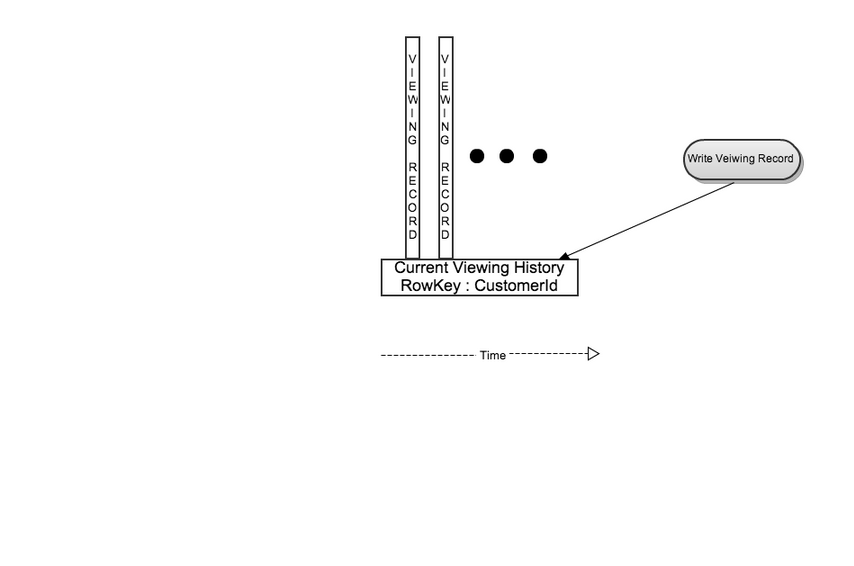 VIEWING RECORD
VIEWING RECORD
Write Veiwing Record
Current Viewing History
RowKey : CustomerId
Time